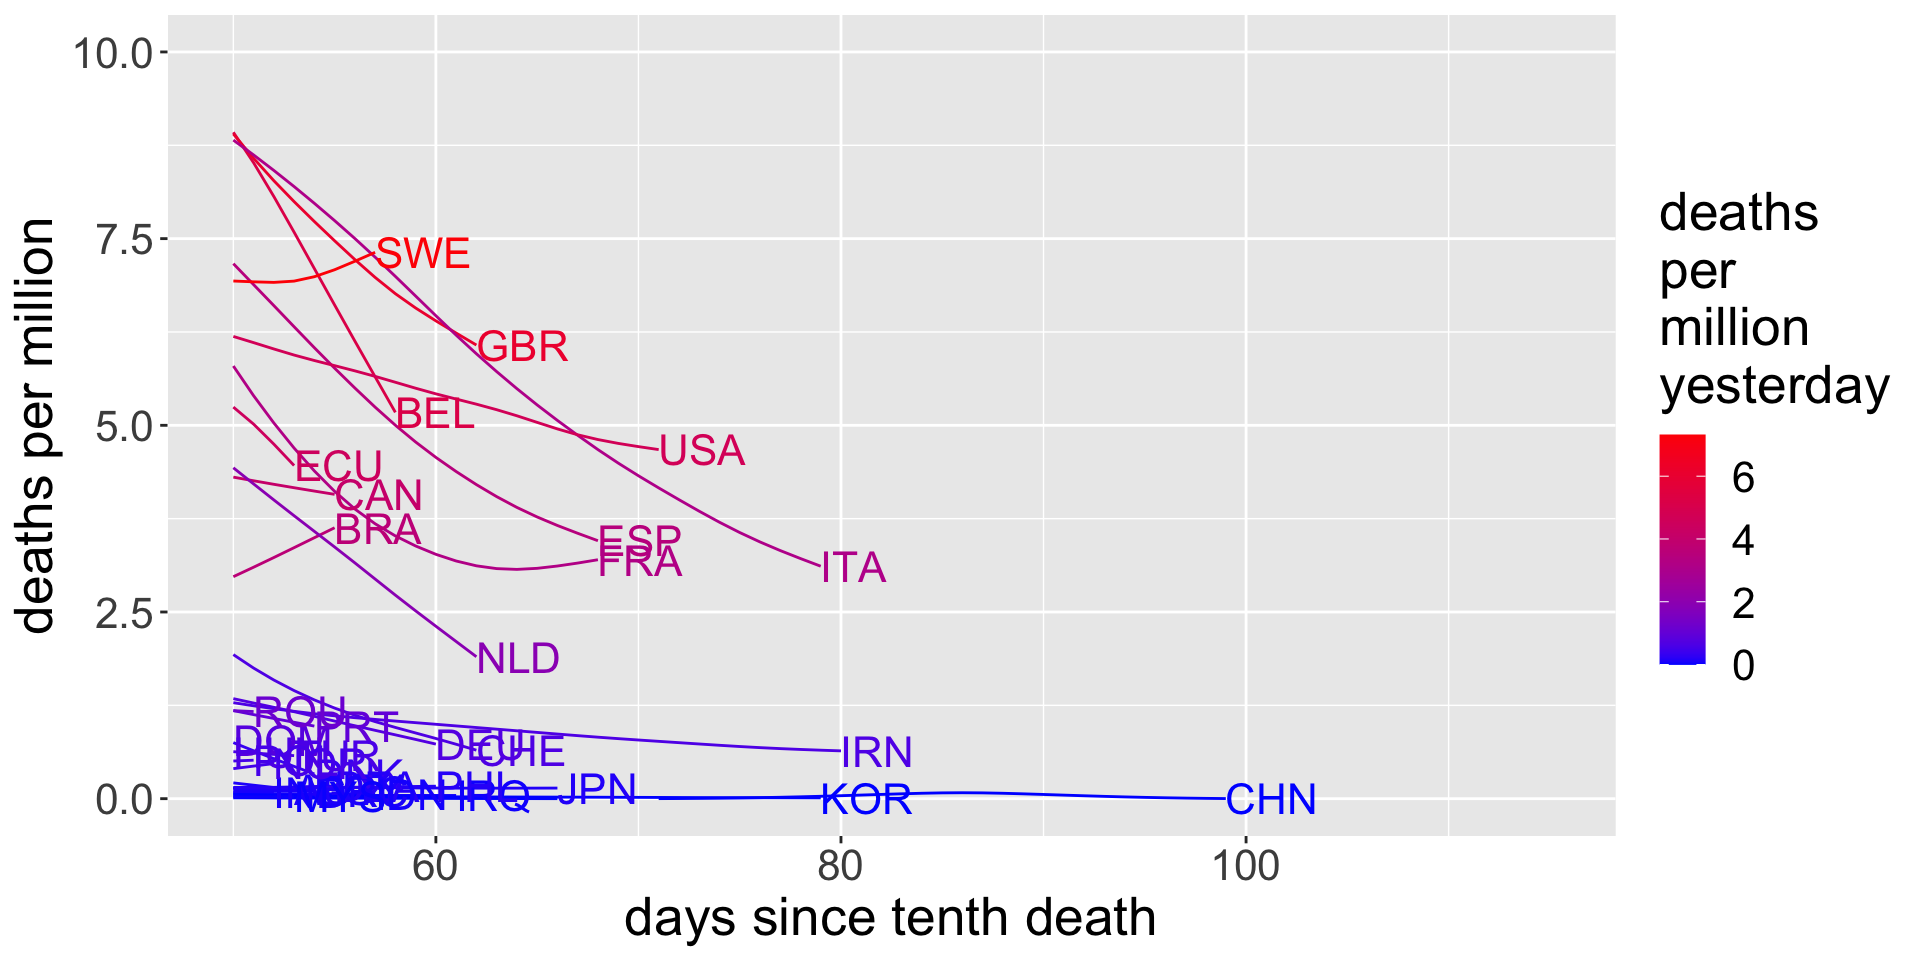 10.0
7.5
5.0
2.5
0.0
deaths per million
SWE
GBR
BEL
USA
ECU
CAN
BRA
ESP
FRA
ITA
NLD
ROU
PRT
DEU
CHE
IRN
PHL
JPN
IRQ
KOR
CHN
60
80
100
days since tenth death
deaths
per
million
yesterday
6
4
2
0